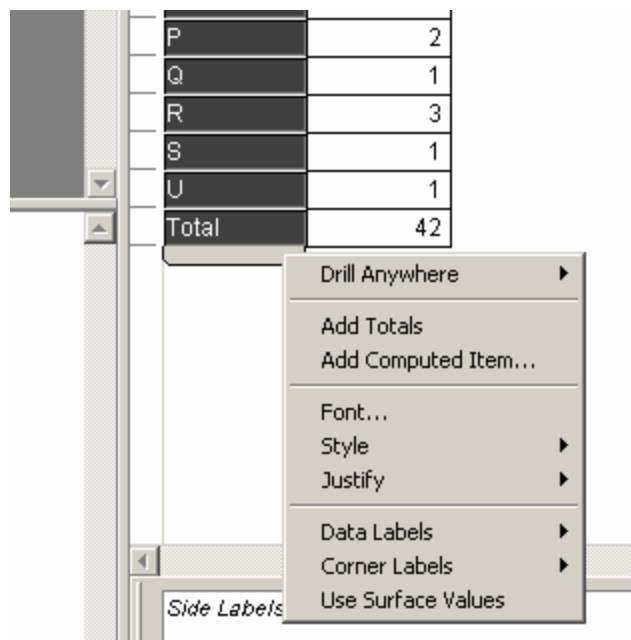 P 2
Q 1
R 3
S 1
U 1
Total 42
Drill Anywhere
Add Totals
Add Computed Item...
Font...
Style
Justify
Data Labels
Corner Labels
Use Surface Values
Side Labels